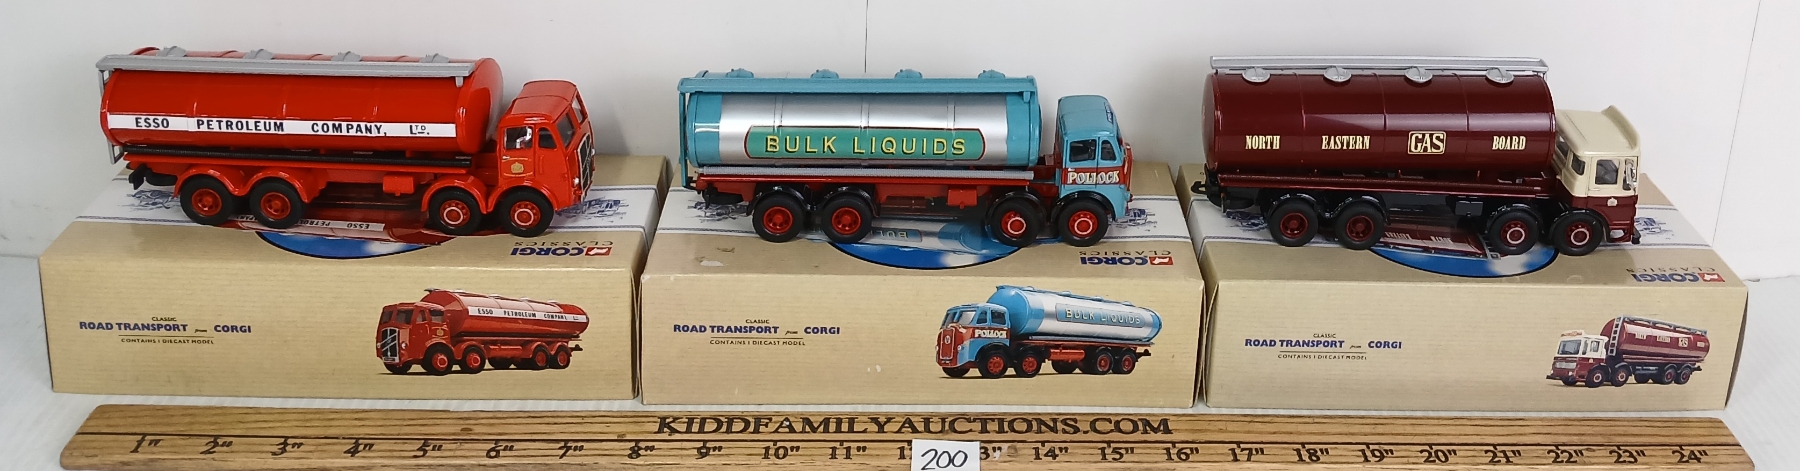 ESSO PETROLEUM COMPANY, LTD.
BULK LIQUIDS
POLLOCK
NORTH EASTERN GAS BOARD
CORGI
CLASSICS
CORGI
CLASSICS
CORGI
CLASSICS
CLASSIC
ROAD TRANSPORT from CORGI
CONTAINS 1 DIECAST MODEL
ESSO PETROLEUM COMPANY, LTD.
CLASSIC
ROAD TRANSPORT from CORGI
CONTAINS 1 DIECAST MODEL
BULK LIQUIDS
POLLOCK
CLASSIC
ROAD TRANSPORT from CORGI
CONTAINS 1 DIECAST MODEL
KIDDFAMILYAUCTIONS.COM
1" 2" 3" 4" 5" 6" 7" 8" 9" 10" 11" 14" 15" 16" 17" 18" 19" 20" 21" 22" 23" 24"
200